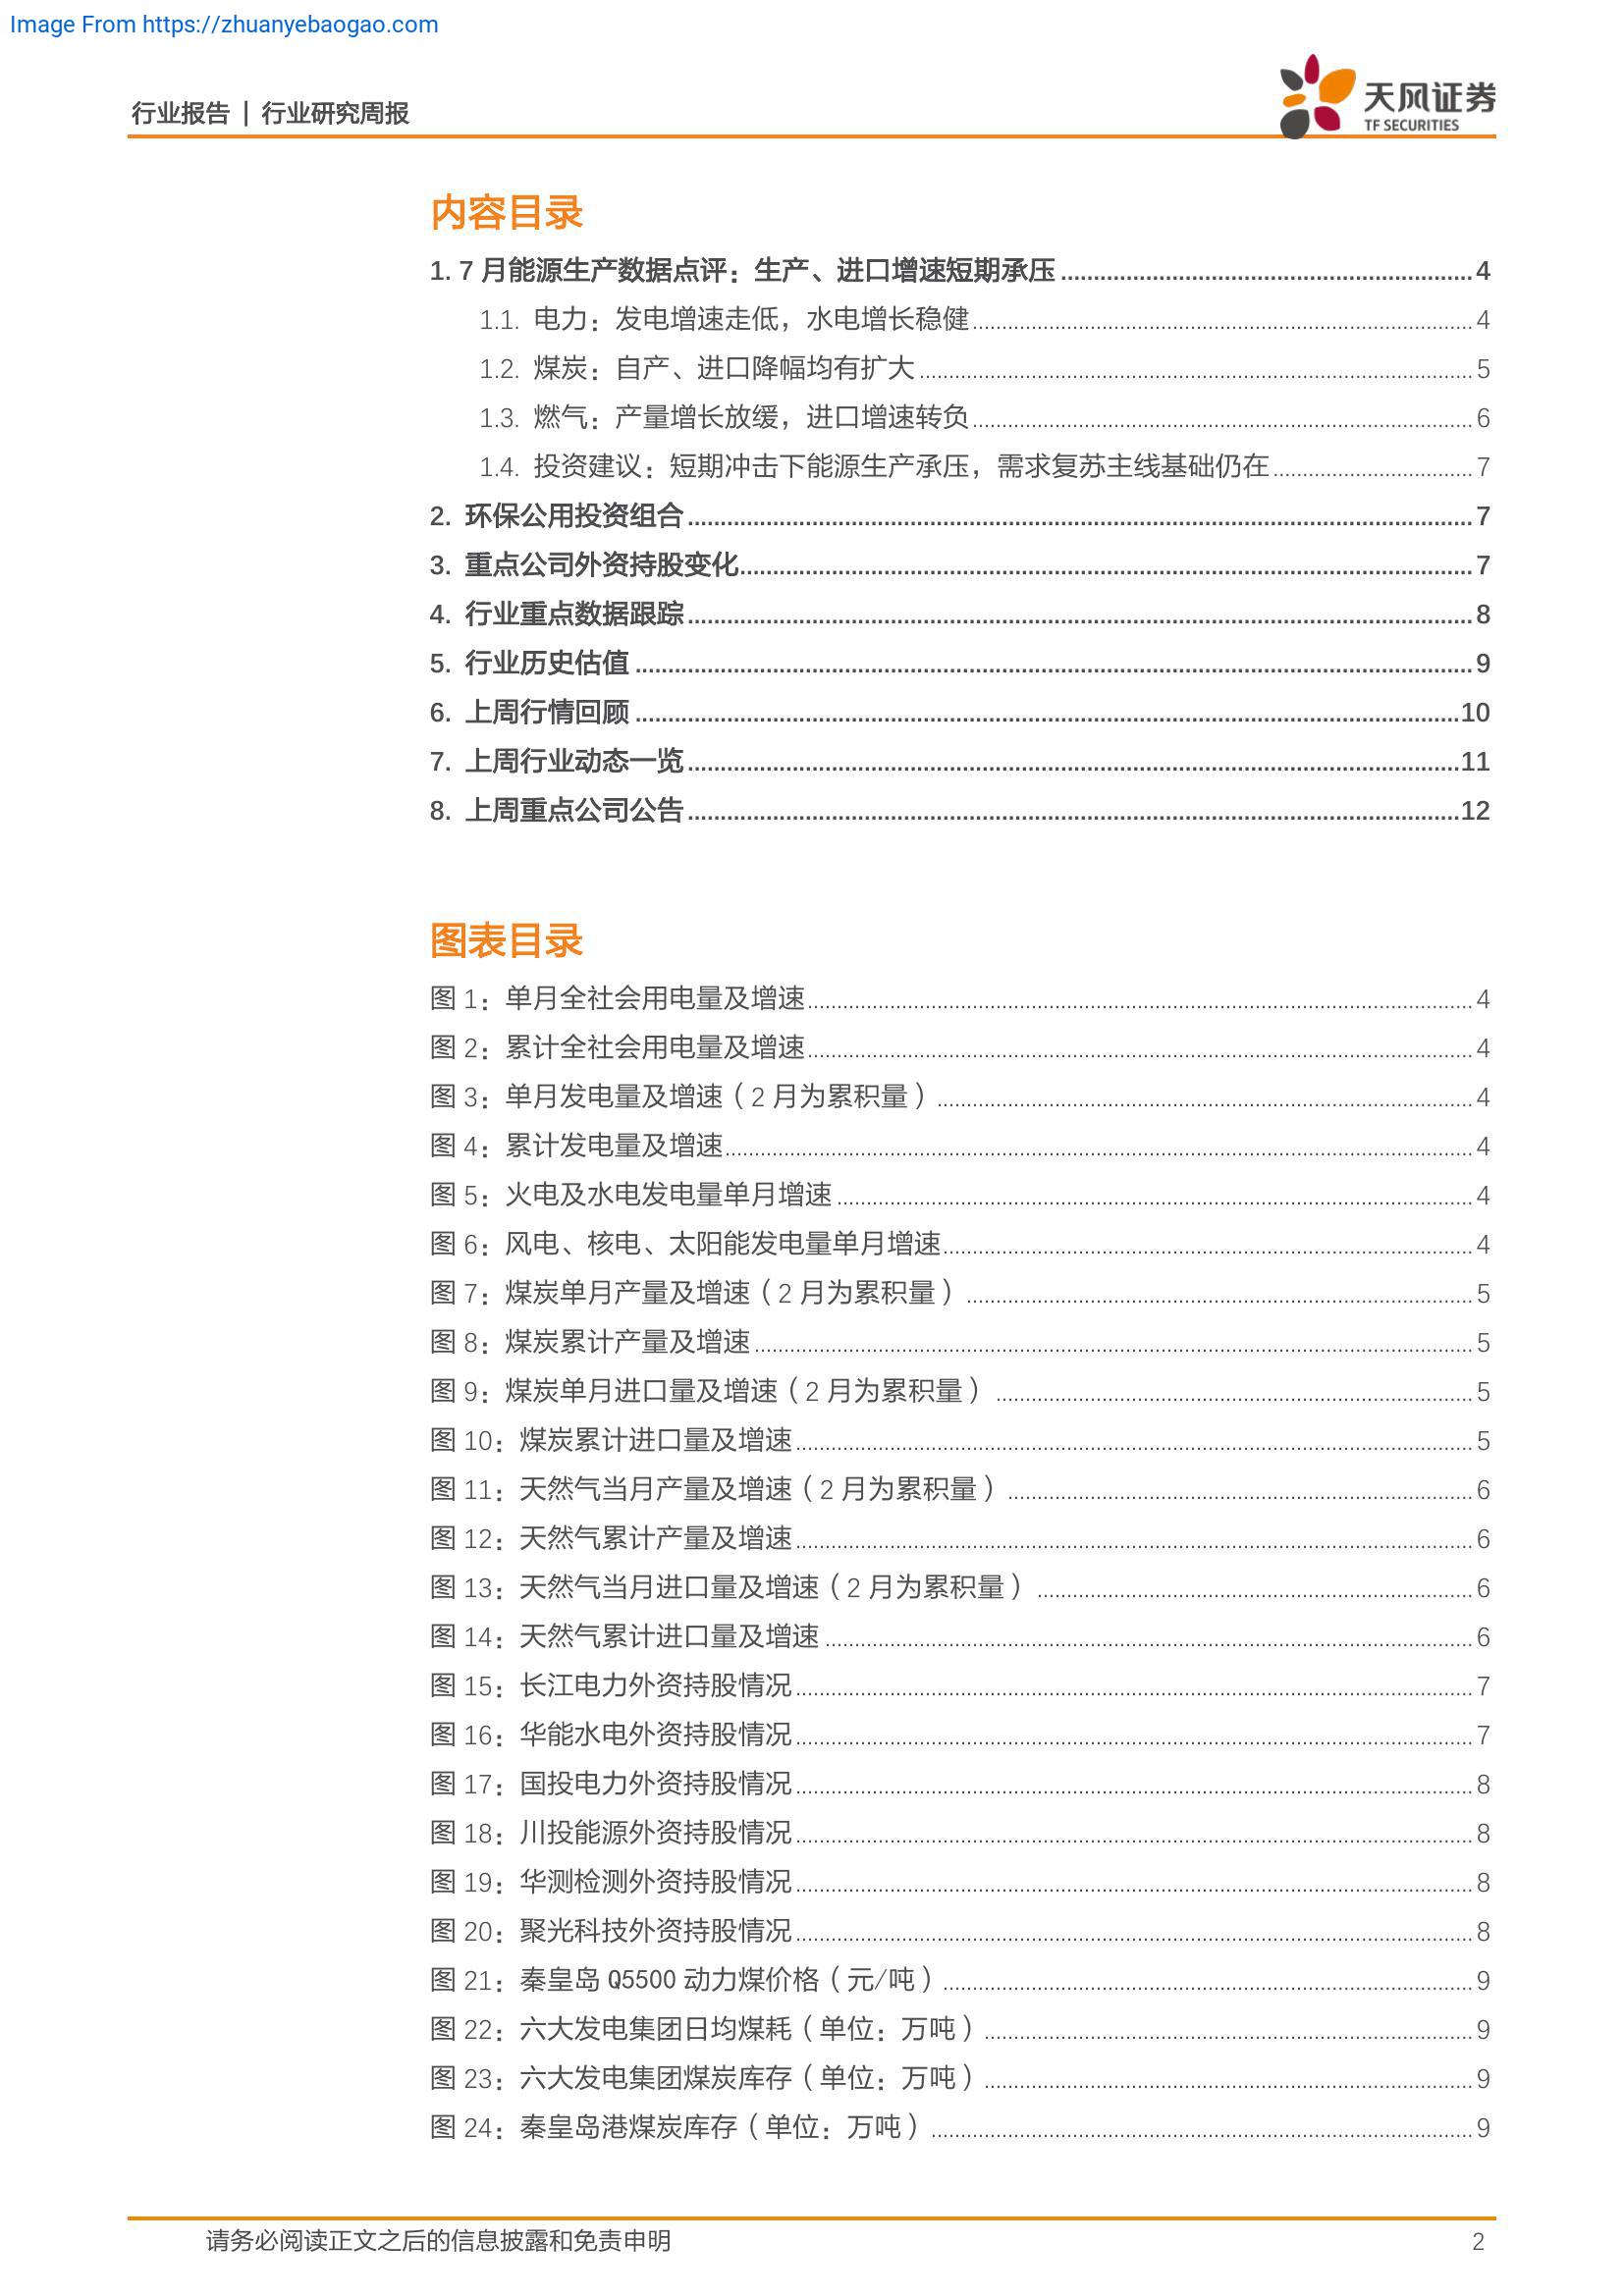 Image From https://zhuanyebaogao.com
行业报告 | 行业研究周报
天风证券
TF SECURITIES
内容目录
1. 7 月能源生产数据点评：生产、进口增速短期承压 4
1.1. 电力：发电增速走低，水电增长稳健 4
1.2. 煤炭：自产、进口降幅均有扩大 5
1.3. 燃气：产量增长放缓，进口增速转负 6
1.4. 投资建议：短期冲击下能源生产承压，需求复苏主线基础仍在 7
2. 环保公用投资组合 7
3. 重点公司外资持股变化 7
4. 行业重点数据跟踪 8
5. 行业历史估值 9
6. 上周行情回顾 10
7. 上周行业动态一览 11
8. 上周重点公司公告 12
图表目录
图 1：单月全社会用电量及增速 4
图 2：累计全社会用电量及增速 4
图 3：单月发电量及增速（2 月为累积量） 4
图 4：累计发电量及增速 4
图 5：火电及水电发电量单月增速 4
图 6：风电、核电、太阳能发电量单月增速 4
图 7：煤炭单月产量及增速（2 月为累积量） 5
图 8：煤炭累计产量及增速 5
图 9：煤炭单月进口量及增速（2 月为累积量） 5
图 10：煤炭累计进口量及增速 5
图 11：天然气当月产量及增速（2 月为累积量） 6
图 12：天然气累计产量及增速 6
图 13：天然气当月进口量及增速（2 月为累积量） 6
图 14：天然气累计进口量及增速 6
图 15：长江电力外资持股情况 7
图 16：华能水电外资持股情况 7
图 17：国投电力外资持股情况 8
图 18：川投能源外资持股情况 8
图 19：华测检测外资持股情况 8
图 20：聚光科技外资持股情况 8
图 21：秦皇岛 Q5500 动力煤价格（元/吨） 9
图 22：六大发电集团日均煤耗（单位：万吨） 9
图 23：六大发电集团煤炭库存（单位：万吨） 9
图 24：秦皇岛港煤炭库存（单位：万吨） 9
请务必阅读正文之后的信息披露和免责申明 2